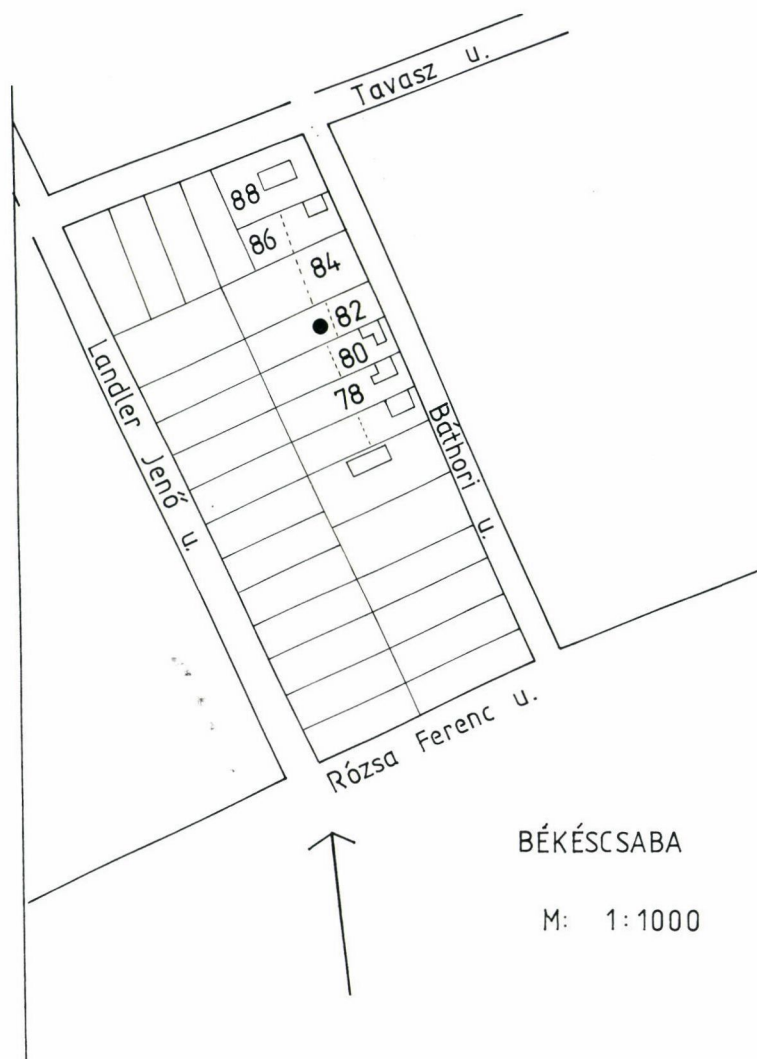 Tavasz u.
88
86
84
82
80
78
Landler Jenő u.
Báthori u.
Rózsa Ferenc u.
BÉKÉSCSABA
M: 1:1000